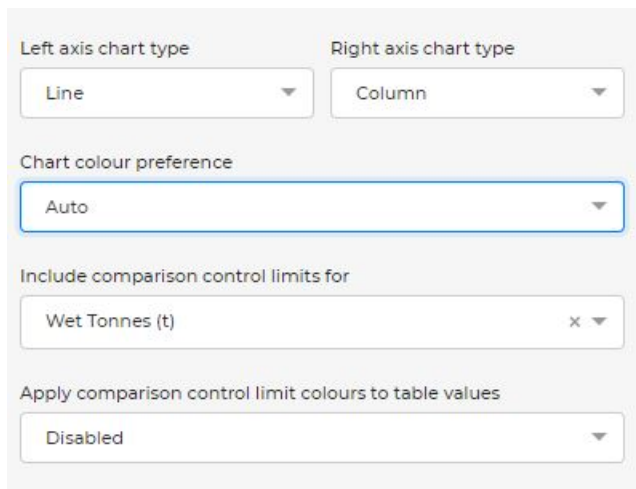 Left axis chart type
Right axis chart type
Line
Column
Chart colour preference
Auto
Include comparison control limits for
Wet Tonnes (t)
Apply comparison control limit colours to table values
Disabled